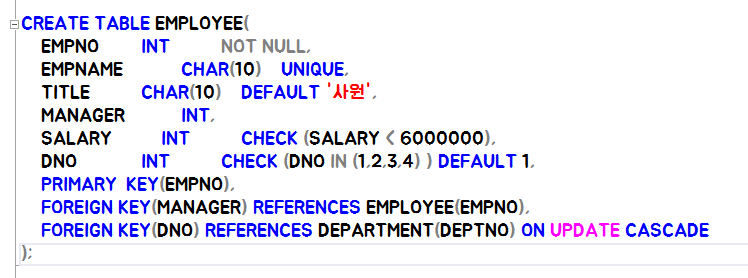 CREATE TABLE EMPLOYEE(
EMPNO INT NOT NULL,
EMPNAME CHAR(10) UNIQUE,
TITLE CHAR(10) DEFAULT '사원',
MANAGER INT,
SALARY INT CHECK (SALARY < 6000000),
DNO INT CHECK (DNO IN (1,2,3,4) ) DEFAULT 1,
PRIMARY KEY(EMPNO),
FOREIGN KEY(MANAGER) REFERENCES EMPLOYEE(EMPNO),
FOREIGN KEY(DNO) REFERENCES DEPARTMENT(DEPTNO) ON UPDATE CASCADE
);